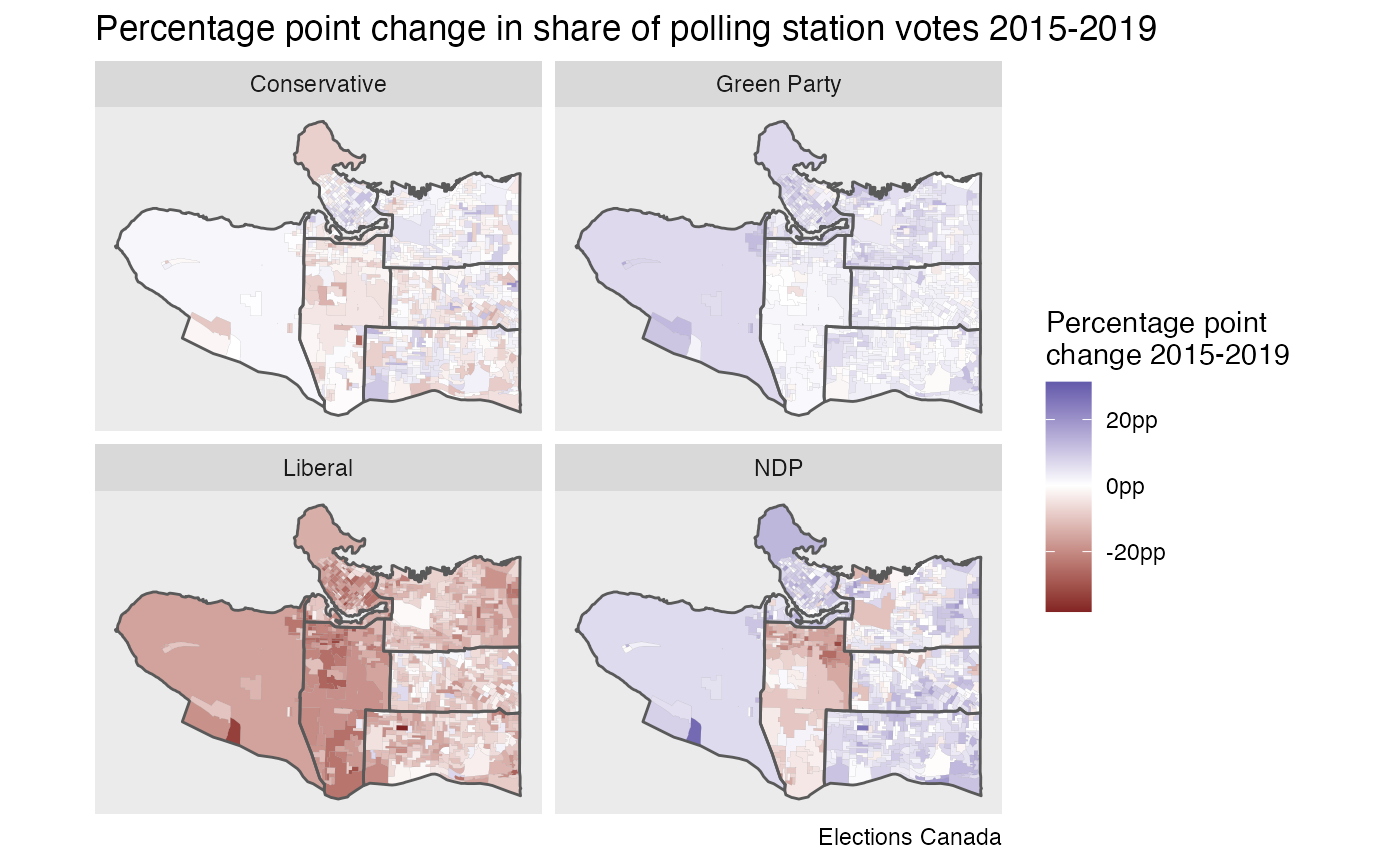 Percentage point change in share of polling station votes 2015-2019
Conservative
Green Party
Liberal
NDP
Percentage point
change 2015-2019
20pp
0pp
-20pp
Elections Canada